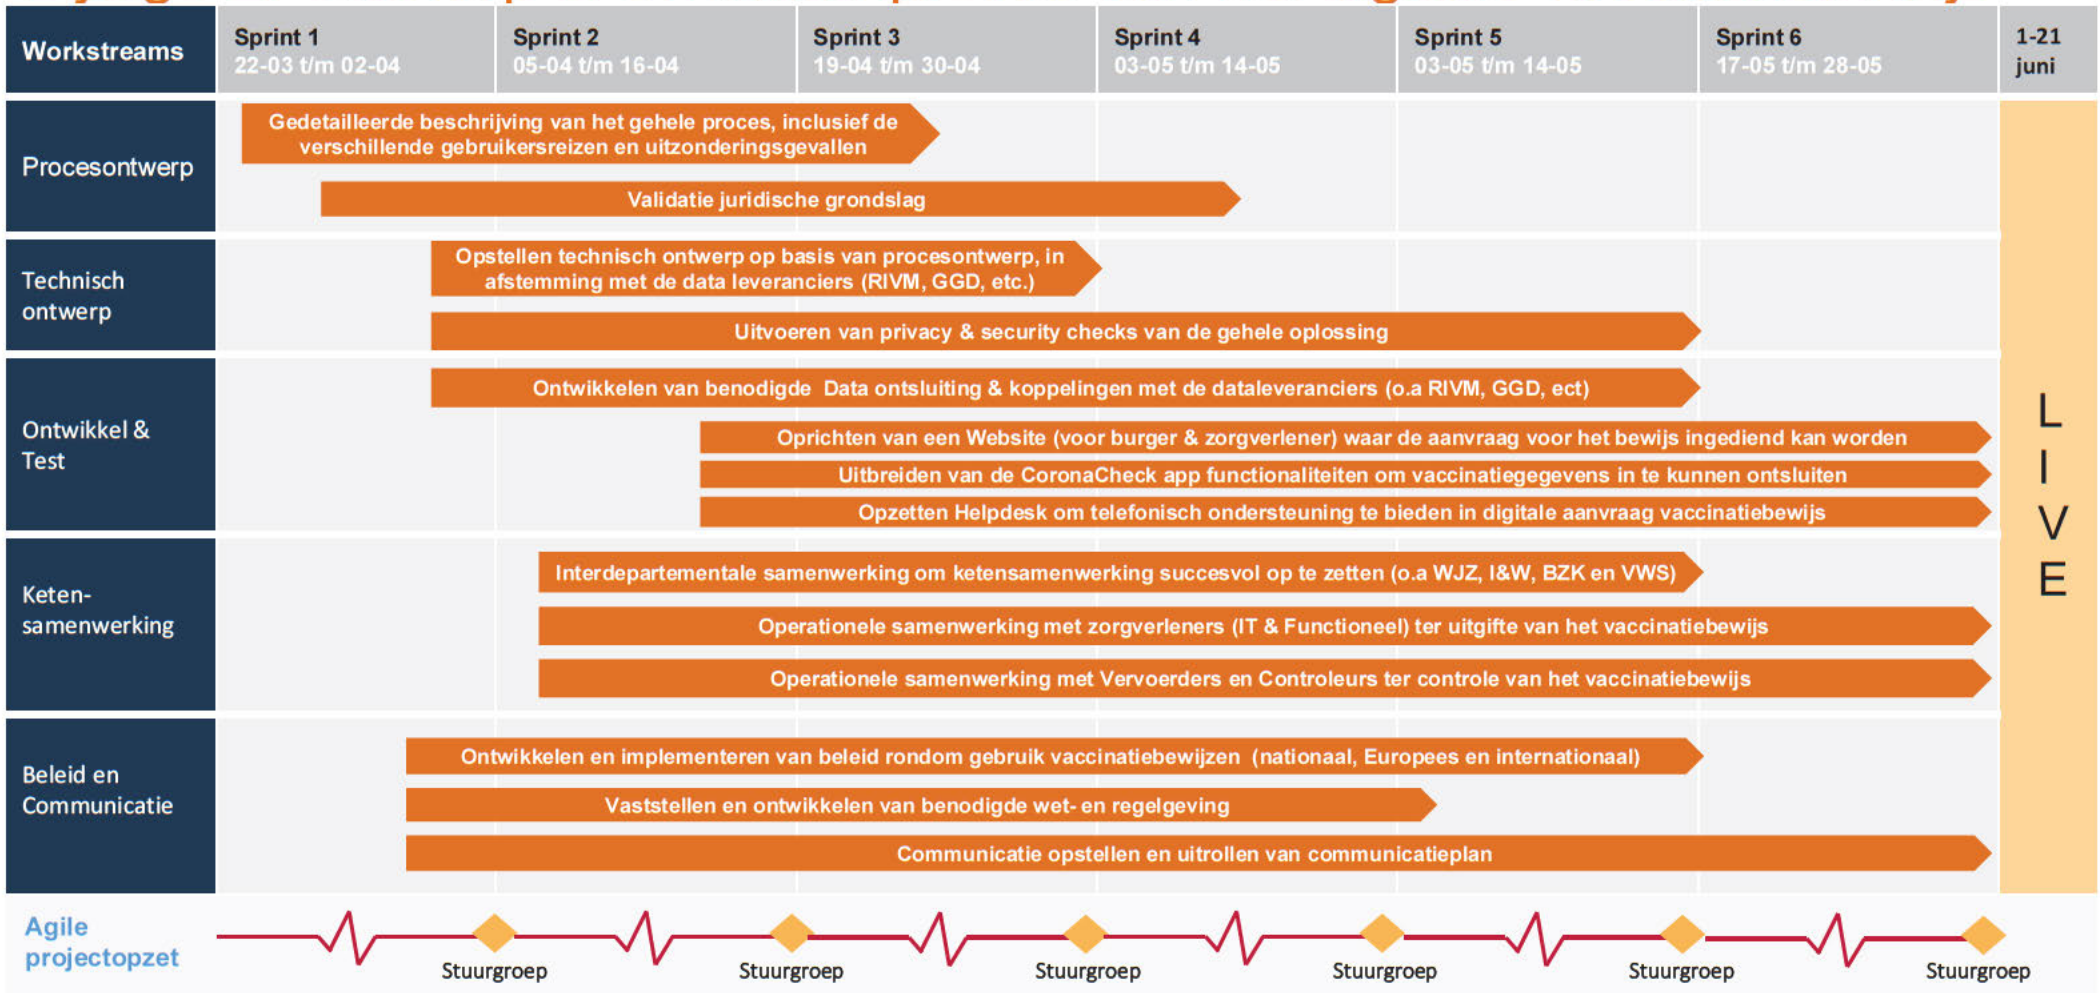 Workstreams
Sprint 1
22-03 t/m 02-04
Sprint 2
05-04 t/m 16-04
Sprint 3
19-04 t/m 30-04
Sprint 4
03-05 t/m 14-05
Sprint 5
03-05 t/m 14-05
Sprint 6
17-05 t/m 28-05
1-21
juni
Procesontwerp
Gedetailleerde beschrijving van het gehele proces, inclusief de
verschillende gebruikersreizen en uitzonderingsgevallen
Validatie juridische grondslag
Technisch
ontwerp
Opstellen technisch ontwerp op basis van procesontwerp, in
afstemming met de data leveranciers (RIVM, GGD, etc.)
Uitvoeren van privacy & security checks van de gehele oplossing
Ontwikkel &
Test
Ontwikkelen van benodigde Data ontsluiting & koppelingen met de dataleveranciers (o.a RIVM, GGD, ect)
Oprichten van een Website (voor burger & zorgverlener) waar de aanvraag voor het bewijs ingediend kan worden
Uitbreiden van de CoronaCheck app functionaliteiten om vaccinatiegegevens in te kunnen ontsluiten
Opzetten Helpdesk om telefonisch ondersteuning te bieden in digitale aanvraag vaccinatiebewijs
Keten-
samenwerking
Interdepartementale samenwerking om ketensamenwerking succesvol op te zetten (o.a WJZ, I&W, BZK en VWS)
Operationele samenwerking met zorgverleners (IT & Functioneel) ter uitgifte van het vaccinatiebewijs
Operationele samenwerking met Vervoerders en Controleurs ter controle van het vaccinatiebewijs
Beleid en
Communicatie
Ontwikkelen en implementeren van beleid rondom gebruik vaccinatiebewijzen (nationaal, Europees en internationaal)
Vaststellen en ontwikkelen van benodigde wet- en regelgeving
Communicatie opstellen en uitrollen van communicatieplan
L
I
V
E
Agile
projectopzet
Stuurgroep
Stuurgroep
Stuurgroep
Stuurgroep
Stuurgroep
Stuurgroep